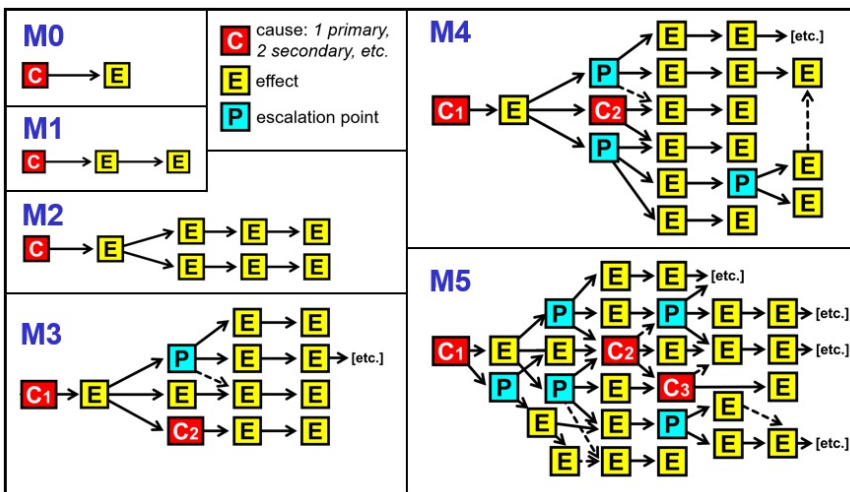 M0
C E
M1
C E E
M2
C E
E E E
E E E
C cause: 1 primary,
2 secondary, etc.
E effect
P escalation point
M3
E E
P E E [etc.]
C1 E E E E
C2 E E
M4
E E [etc.]
P E E E
C1 E C2 E E
P E E
E
E P
E
E E
M5
E E [etc.]
P E P E E [etc.]
C1 E E C2 E E E [etc.]
P P E C3 E
E
E E P
E E [etc.]
E E E